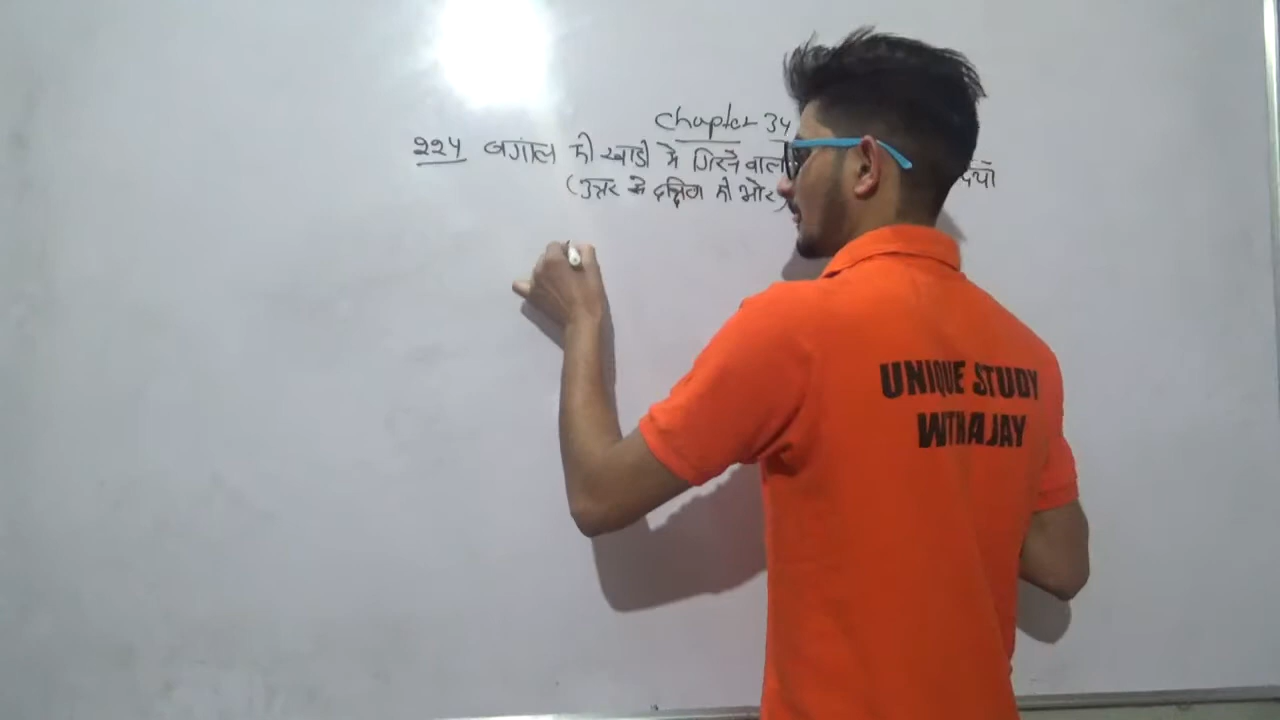 Chapter 34
२२५ बंगाल की खाड़ी में गिरने वाली
(उत्तर से दक्षिण की ओर)
UNIQUE STUDY
WITH AJAY